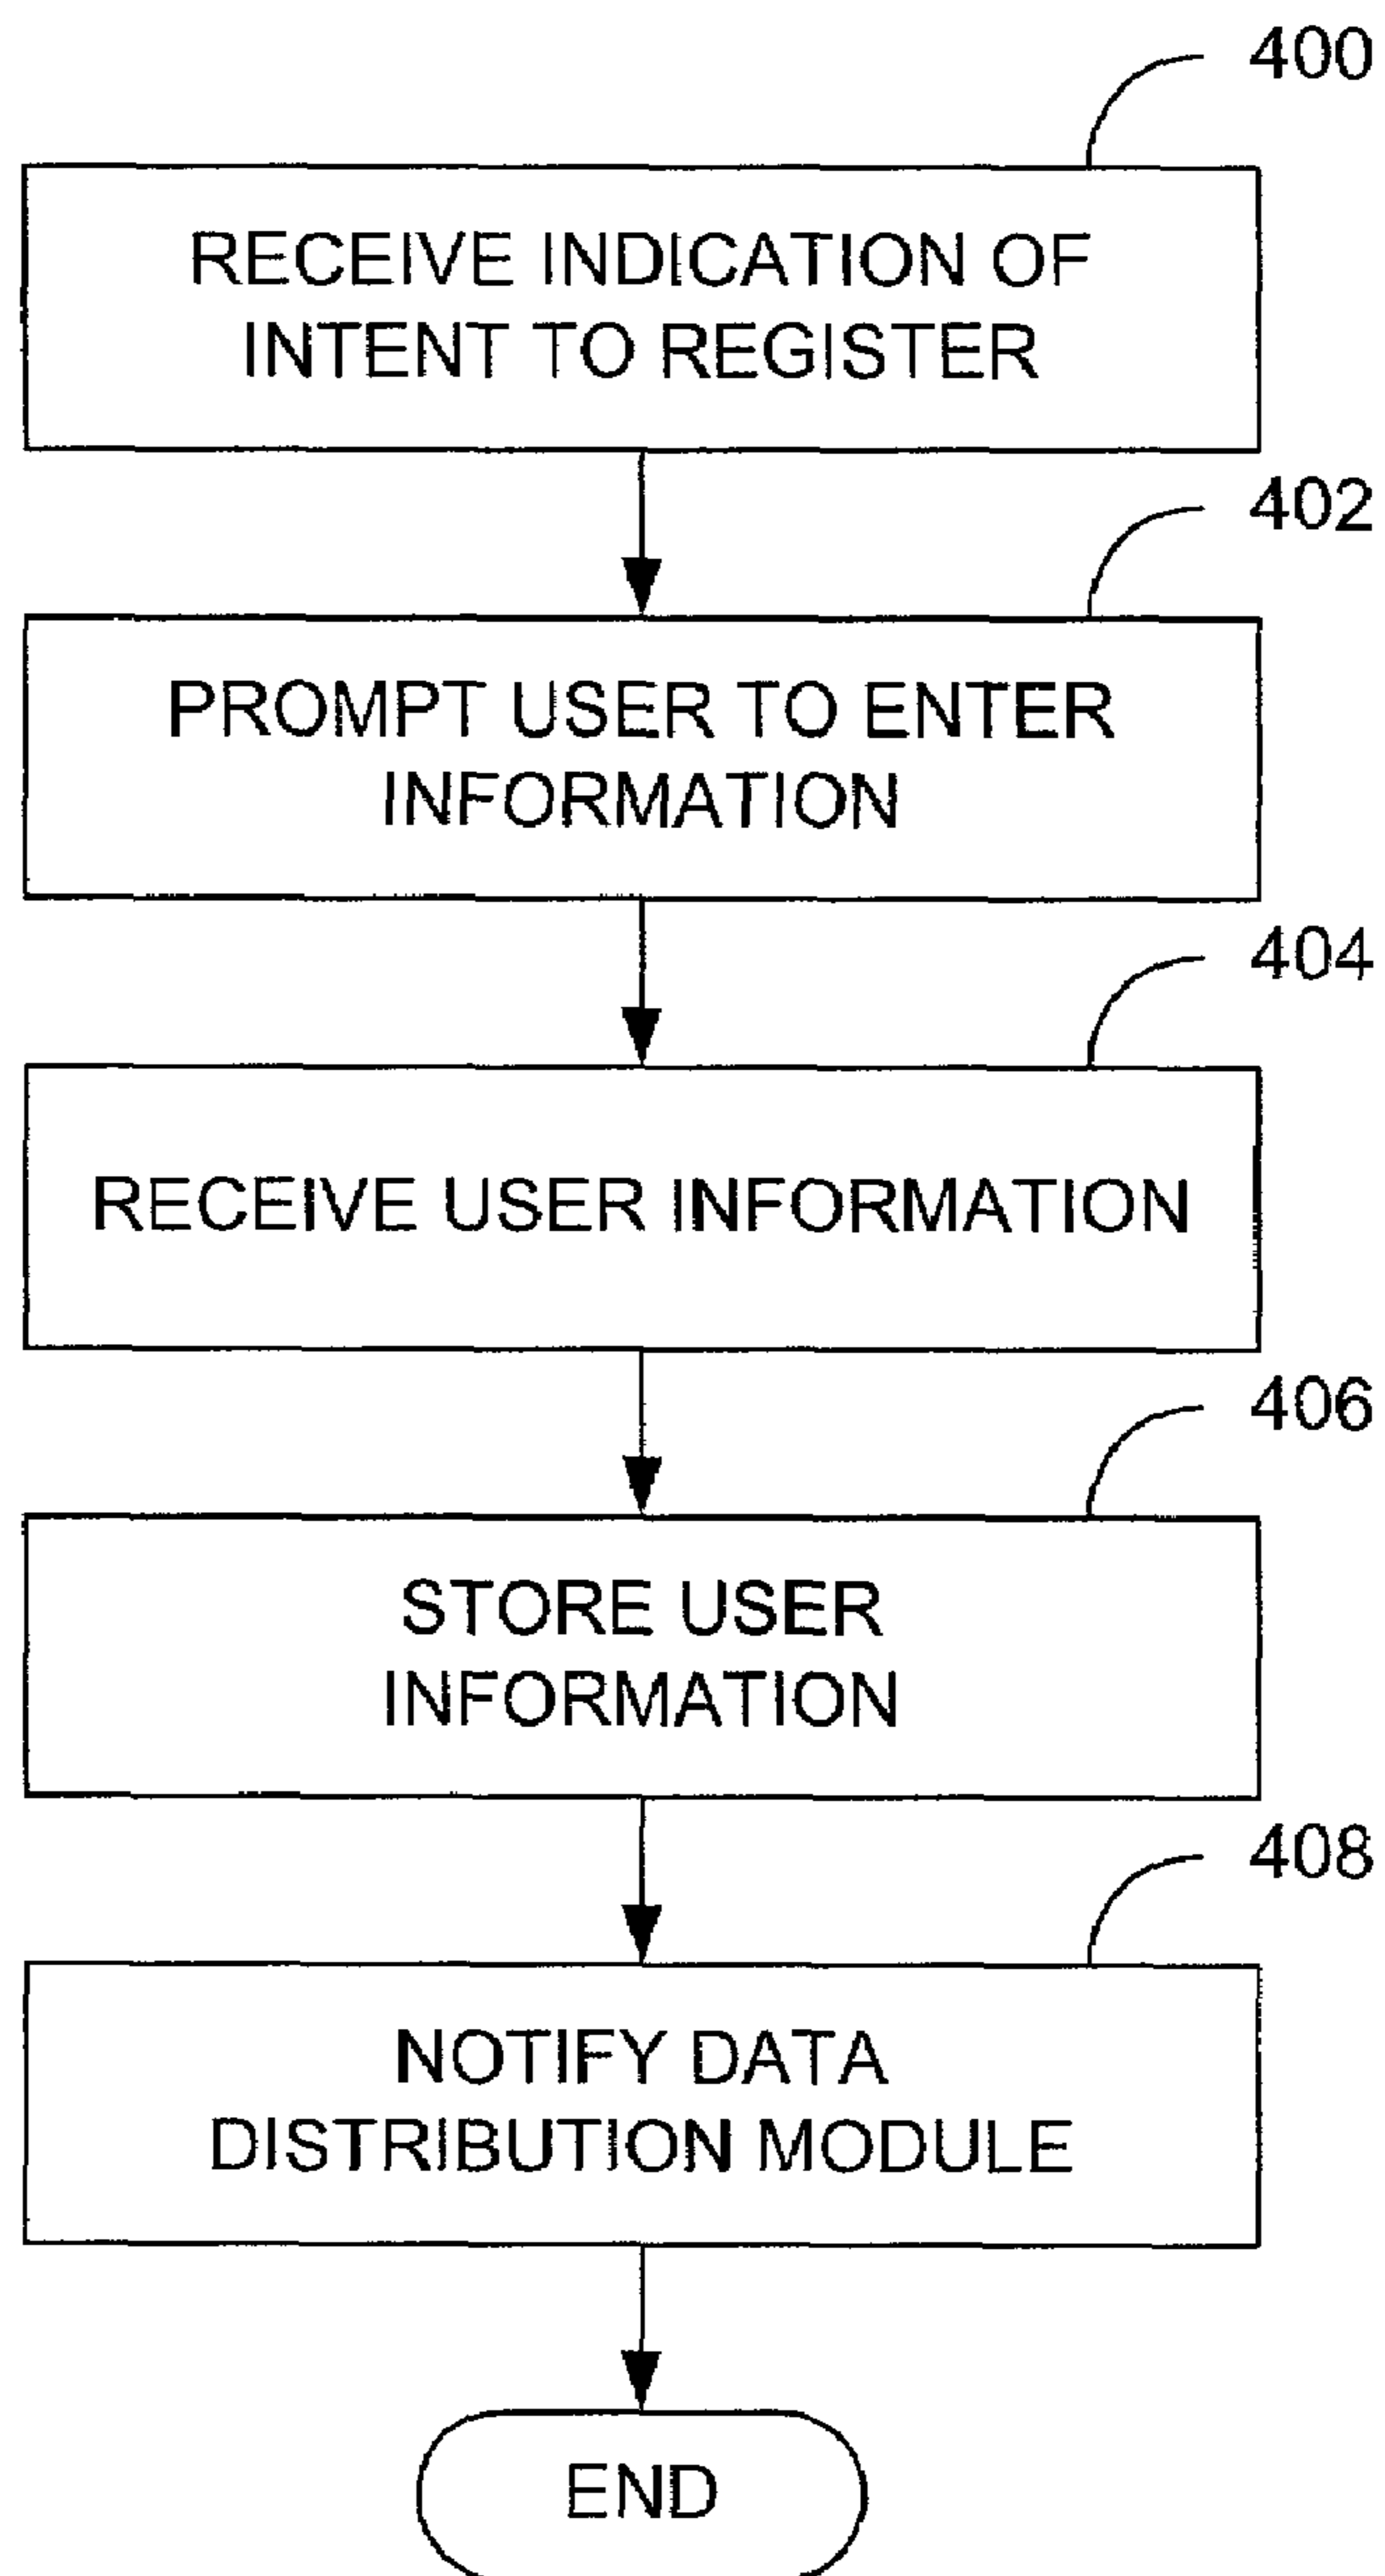 400
RECEIVE INDICATION OF
INTENT TO REGISTER
402
PROMPT USER TO ENTER
INFORMATION
404
RECEIVE USER INFORMATION
406
STORE USER
INFORMATION
408
NOTIFY DATA
DISTRIBUTION MODULE
END